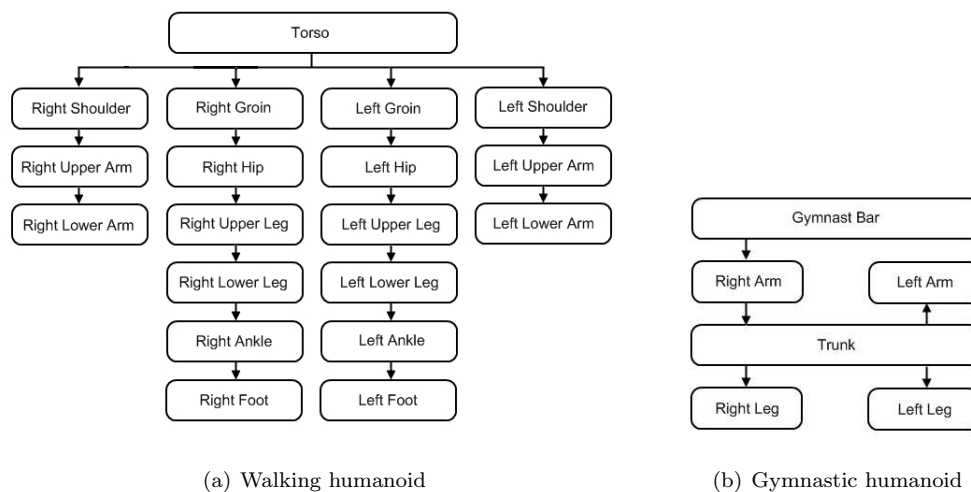 Torso
Right Shoulder
Right Groin
Left Groin
Left Shoulder
Right Upper Arm
Right Hip
Left Hip
Left Upper Arm
Right Lower Arm
Right Upper Leg
Left Upper Leg
Left Lower Arm
Right Lower Leg
Left Lower Leg
Right Ankle
Left Ankle
Right Foot
Left Foot
Gymnast Bar
Right Arm
Left Arm
Trunk
Right Leg
Left Leg
(a) Walking humanoid
(b) Gymnastic humanoid